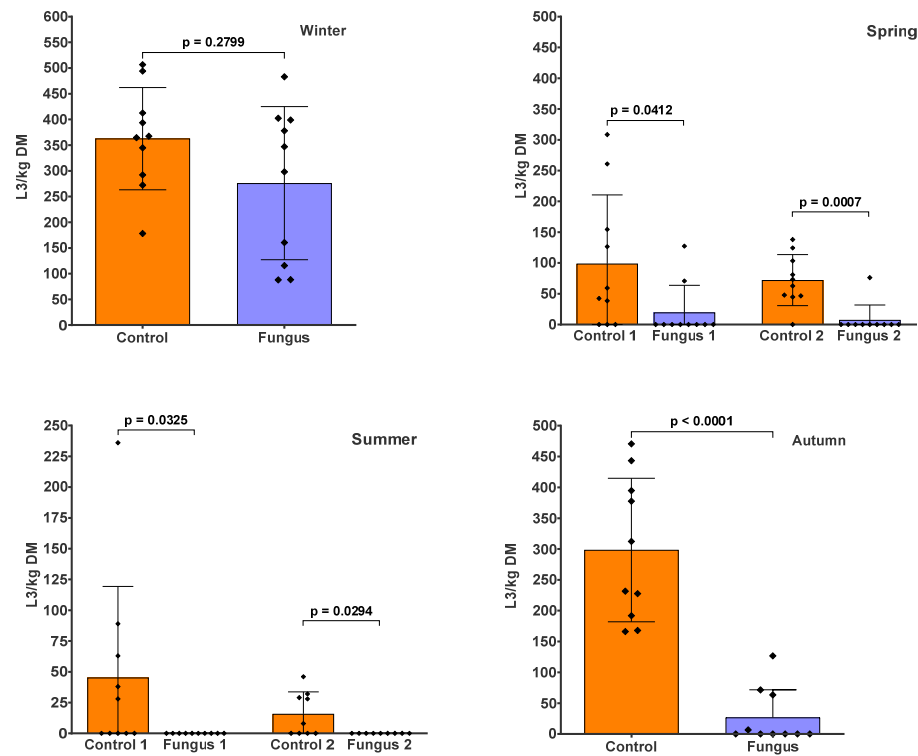 Winter
p = 0.2799
L3/kg DM
600
550
500
450
400
350
300
250
200
150
100
50
0
Control
Fungus
Spring
p = 0.0412
p = 0.0007
L3/kg DM
500
450
400
350
300
250
200
150
100
50
0
Control 1
Fungus 1
Control 2
Fungus 2
Summer
p = 0.0325
p = 0.0294
L3/kg DM
250
225
200
175
150
125
100
75
50
25
0
Control 1
Fungus 1
Control 2
Fungus 2
p < 0.0001
Autumn
L3/kg DM
500
450
400
350
300
250
200
150
100
50
0
Control
Fungus